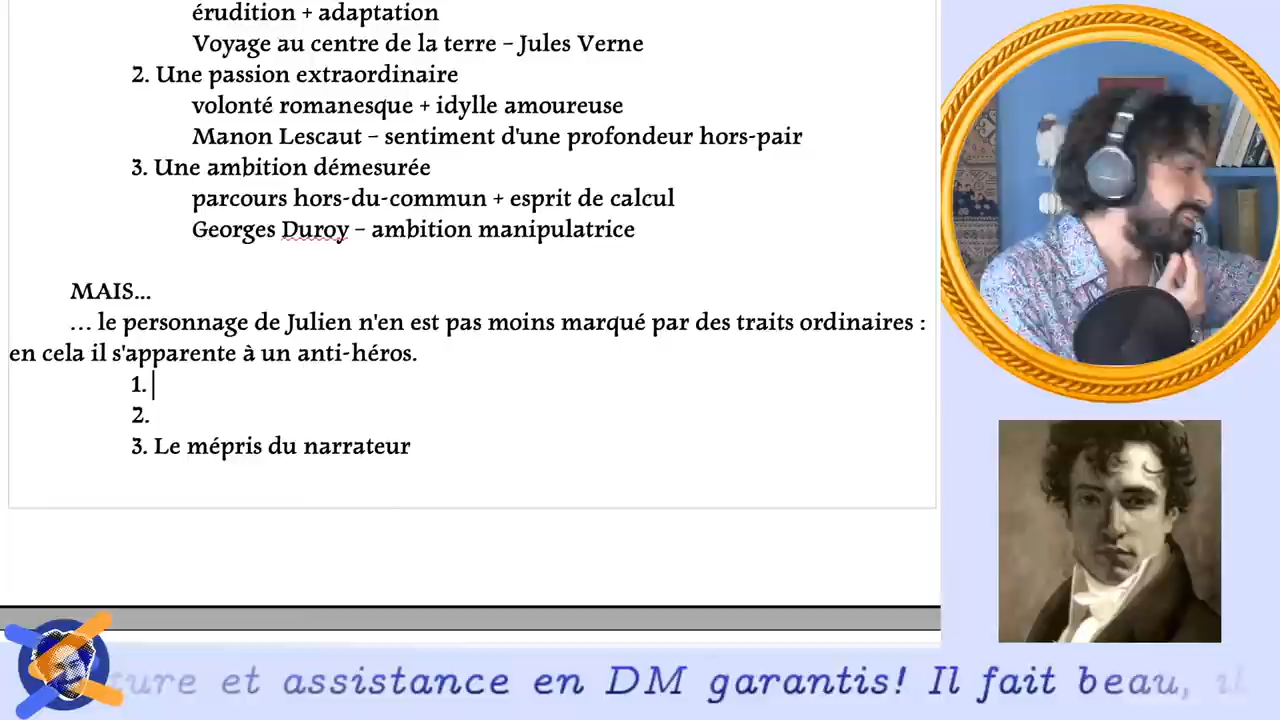 érudition + adaptation
Voyage au centre de la terre – Jules Verne
2. Une passion extraordinaire
volonté romanesque + idylle amoureuse
Manon Lescaut – sentiment d'une profondeur hors-pair
3. Une ambition démesurée
parcours hors-du-commun + esprit de calcul
Georges Duroy – ambition manipulatrice
MAIS...
... le personnage de Julien n'en est pas moins marqué par des traits ordinaires :
en cela il s'apparente à un anti-héros.
1.
2.
3. Le mépris du narrateur
ture et assistance en DM garantis! Il fait beau, il